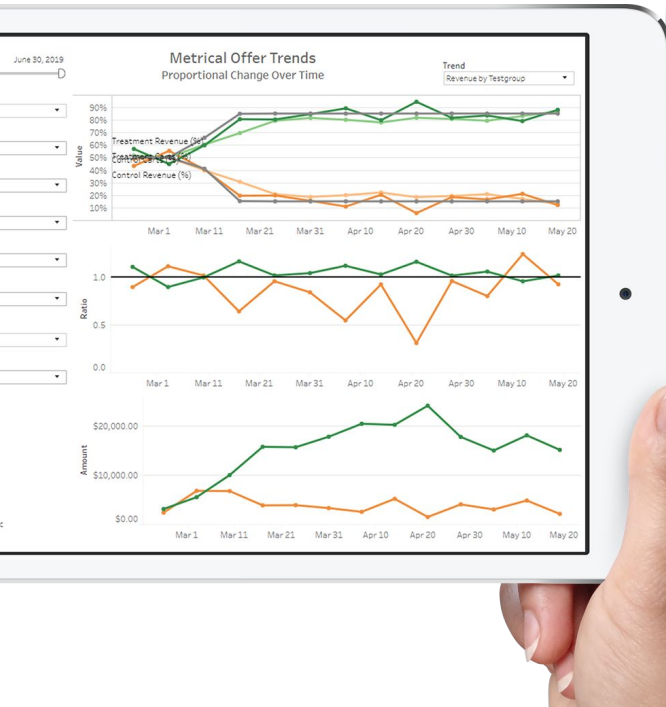 June 30, 2019
Metrical Offer Trends
Proportional Change Over Time
Trend
Revenue by Testgroup
Value
90%
80%
70%
60%
50%
40%
30%
20%
10%
Treatment Revenue (%)
Control Revenue (%)
Mar 1 Mar 11 Mar 21 Mar 31 Apr 10 Apr 20 Apr 30 May 10 May 20
Ratio
1.0
0.5
0.0
Mar 1 Mar 11 Mar 21 Mar 31 Apr 10 Apr 20 Apr 30 May 10 May 20
Amount
$20,000.00
$10,000.00
$0.00
Mar 1 Mar 11 Mar 21 Mar 31 Apr 10 Apr 20 Apr 30 May 10 May 20